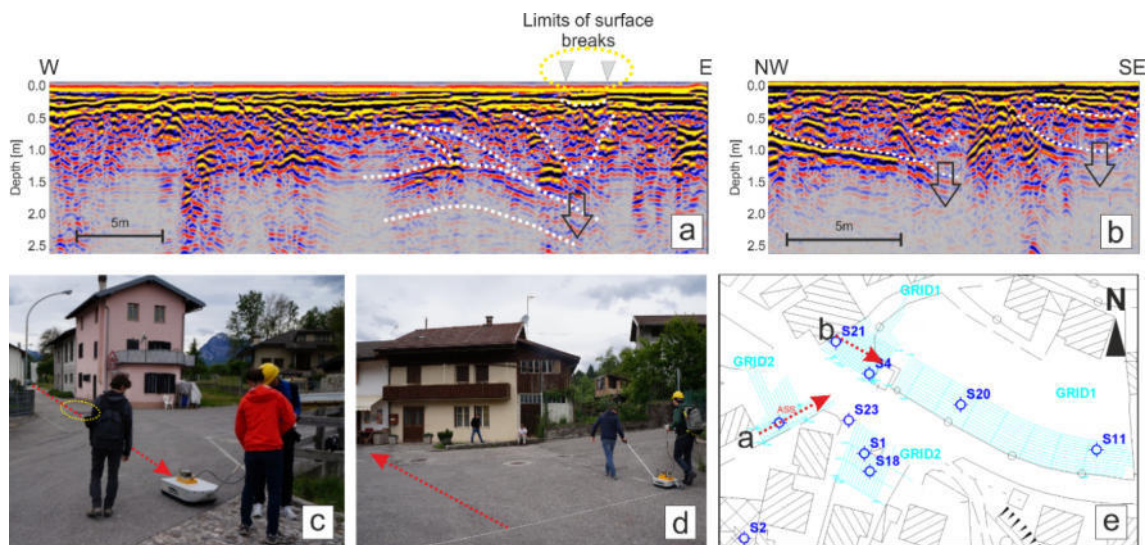 Limits of surface
breaks
W
E
NW
SE
0.0
0.5
1.0
1.5
2.0
2.5
Depth [m]
5m
a
0.0
0.5
1.0
1.5
2.0
2.5
Depth [m]
5m
b
c
d
GRID1
N
b
S21
S4
GRID2
S20
GRID1
ASS
a
S23
S1
S11
GRID2
S18
S2
e